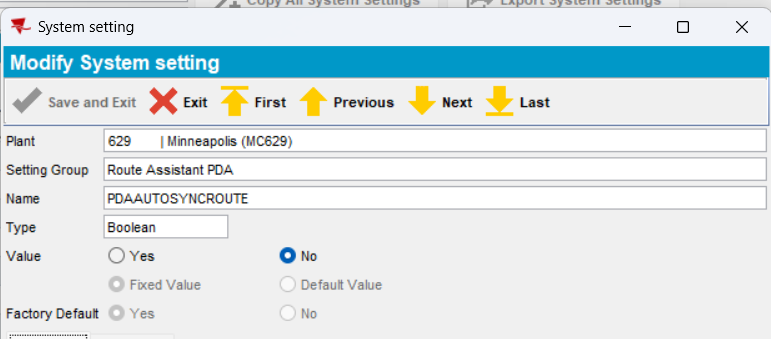 Copy All System Settings Export System Settings
System setting
Modify System setting
Save and Exit Exit First Previous Next Last
Plant 629 | Minneapolis (MC629)
Setting Group Route Assistant PDA
Name PDAAUTOSYNCROUTE
Type Boolean
Value Yes No
Fixed Value Default Value
Factory Default Yes No